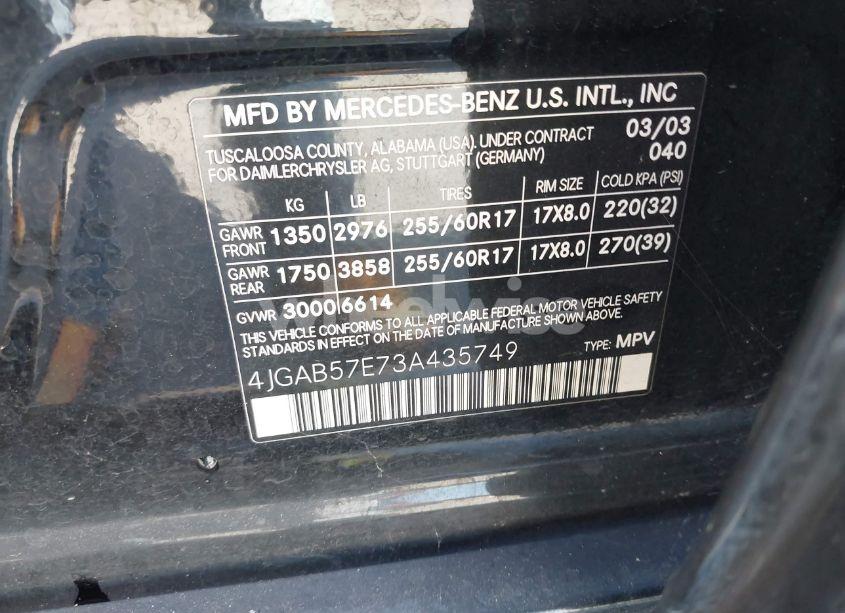 MFD BY MERCEDES-BENZ U.S. INTL., INC
TUSCALOOSA COUNTY, ALABAMA (USA). UNDER CONTRACT 03/03
FOR DAIMLERCHRYSLER AG, STUTTGART (GERMANY) 040
KG LB TIRES RIM SIZE COLD KPA (PSI)
GAWR FRONT 1350 2976 255/60R17 17X8.0 220(32)
GAWR REAR 1750 3858 255/60R17 17X8.0 270(39)
GVWR 3000 6614
THIS VEHICLE CONFORMS TO ALL APPLICABLE FEDERAL MOTOR VEHICLE SAFETY
STANDARDS IN EFFECT ON THE DATE OF MANUFACTURE SHOWN ABOVE.
4JGAB57E73A435749 TYPE: MPV